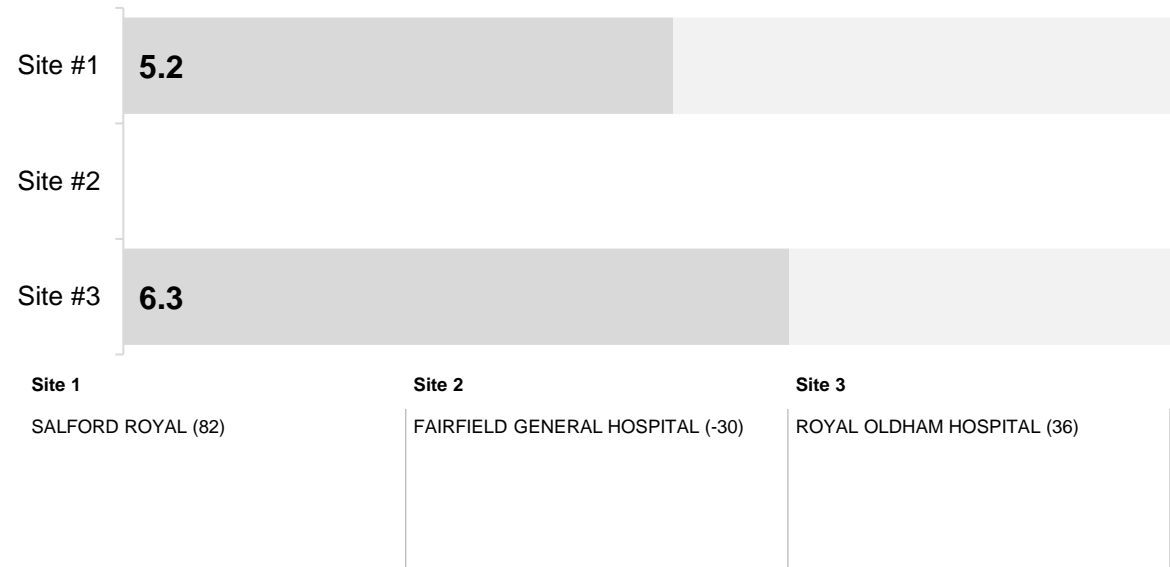 Site #1
5.2
Site #2
Site #3
6.3
Site 1
Site 2
Site 3
SALFORD ROYAL (82)
FAIRFIELD GENERAL HOSPITAL (-30)
ROYAL OLDHAM HOSPITAL (36)